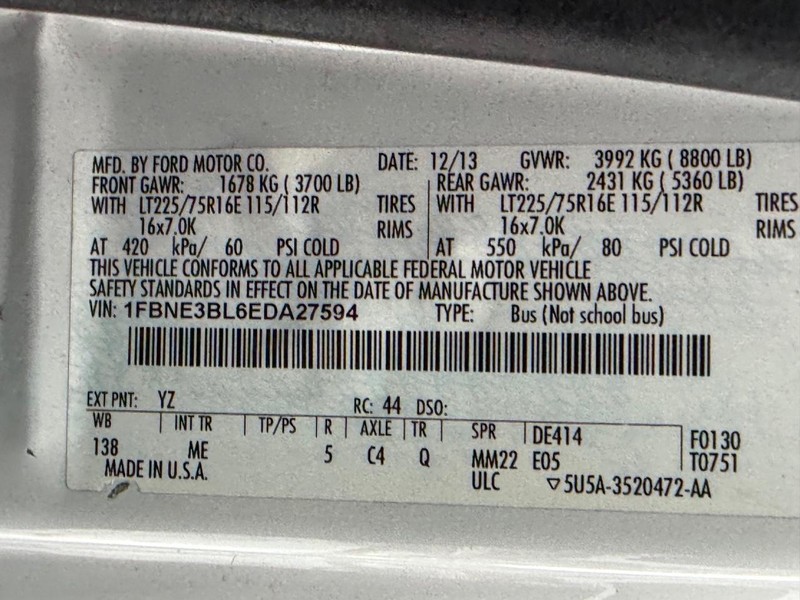 MFD. BY FORD MOTOR CO. DATE: 12/13 GVWR: 3992 KG ( 8800 LB)
FRONT GAWR: 1678 KG ( 3700 LB) REAR GAWR: 2431 KG ( 5360 LB)
WITH LT225/75R16E 115/112R TIRES WITH LT225/75R16E 115/112R TIRES
16x7.0K RIMS 16x7.0K RIMS
AT 420 kPa/ 60 PSI COLD AT 550 kPa/ 80 PSI COLD
THIS VEHICLE CONFORMS TO ALL APPLICABLE FEDERAL MOTOR VEHICLE
SAFETY STANDARDS IN EFFECT ON THE DATE OF MANUFACTURE SHOWN ABOVE.
VIN: 1FBNE3BL6EDA27594 TYPE: Bus (Not school bus)
EXT PNT: YZ RC: 44 DSO:
WB INT TR TP/PS R AXLE TR SPR DE414 F0130
138 ME 5 C4 Q MM22 E05 T0751
MADE IN U.S.A. ULC ▽5U5A-3520472-AA